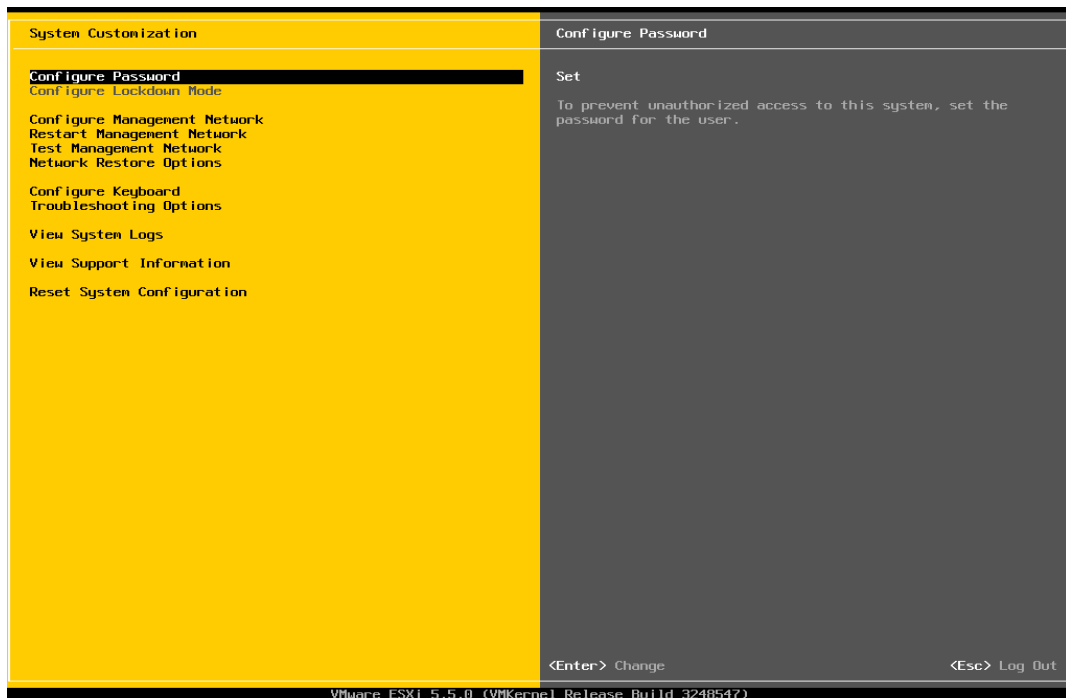 System Customization
Configure Password
Configure Lockdown Mode
Configure Management Network
Restart Management Network
Test Management Network
Network Restore Options
Configure Keyboard
Troubleshooting Options
View System Logs
View Support Information
Reset System Configuration
Configure Password
Set
To prevent unauthorized access to this system, set the
password for the user.
<Enter> Change
<Esc> Log Out
VMware ESXi 5.5.0 (VMKernel Release Build 3248547)